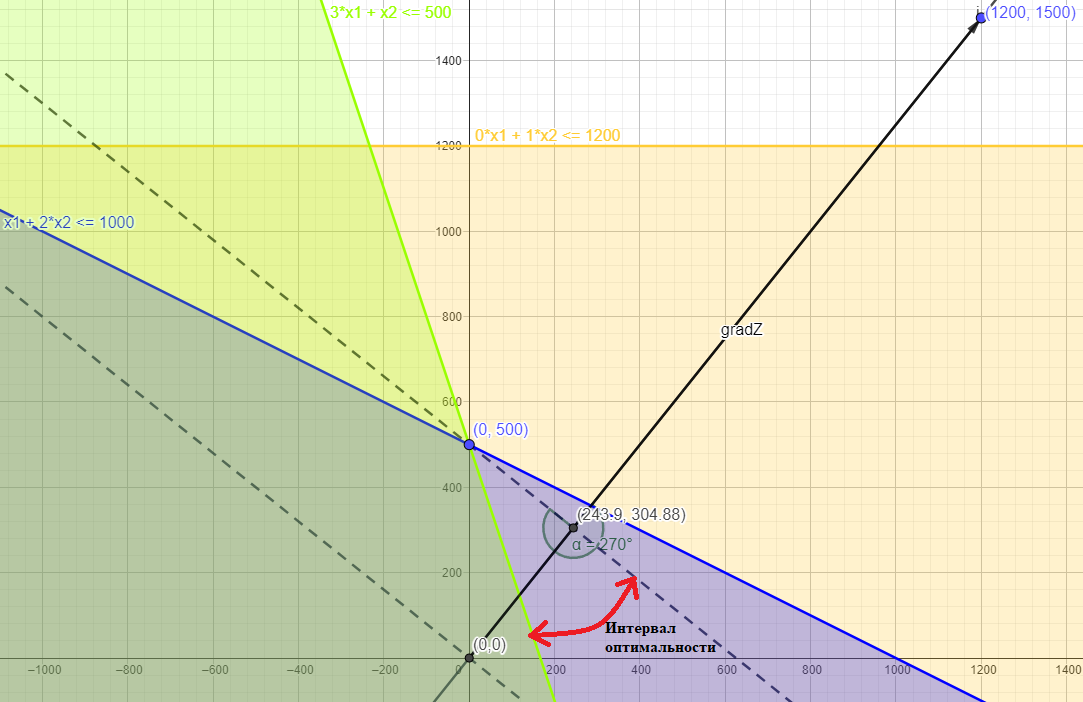 3*x1 + x2 <= 500
(1200, 1500)
1400
0*x1 + 1*x2 <= 1200
1200
x1 + 2*x2 <= 1000
1000
gradZ
800
600
(0, 500)
400
(243.9, 304.88)
α = 270°
200
Интервал
оптимальности
(0,0)
−1000 −800 −600 −400 −200 0 200 400 600 800 1000 1200 1400